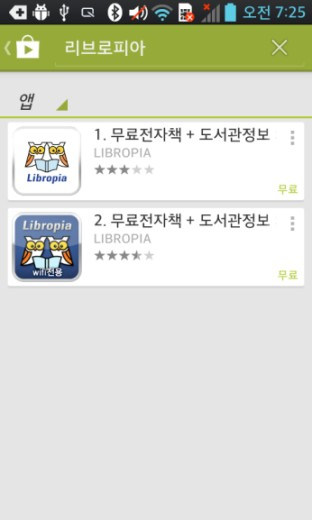 오전 7:25
리브로피아
앱
1. 무료전자책 + 도서관정보
LIBROPIA
무료
Libropia
2. 무료전자책 + 도서관정보
LIBROPIA
무료
Libropia
wifi전용